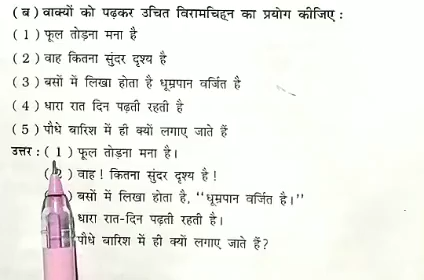 (ब) वाक्यों को पढ़कर उचित विरामचिह्न का प्रयोग कीजिए :
(1) फूल तोड़ना मना है
(2) वाह कितना सुंदर दृश्य है
(3) बसों में लिखा होता है धूम्रपान वर्जित है
(4) धारा रात दिन पढ़ती रहती है
(5) पौधे बारिश में ही क्यों लगाए जाते हैं
उत्तर : (1) फूल तोड़ना मना है।
(2) वाह ! कितना सुंदर दृश्य है !
बसों में लिखा होता है, ‘‘धूम्रपान वर्जित है।’’
धारा रात-दिन पढ़ती रहती है।
पौधे बारिश में ही क्यों लगाए जाते हैं?